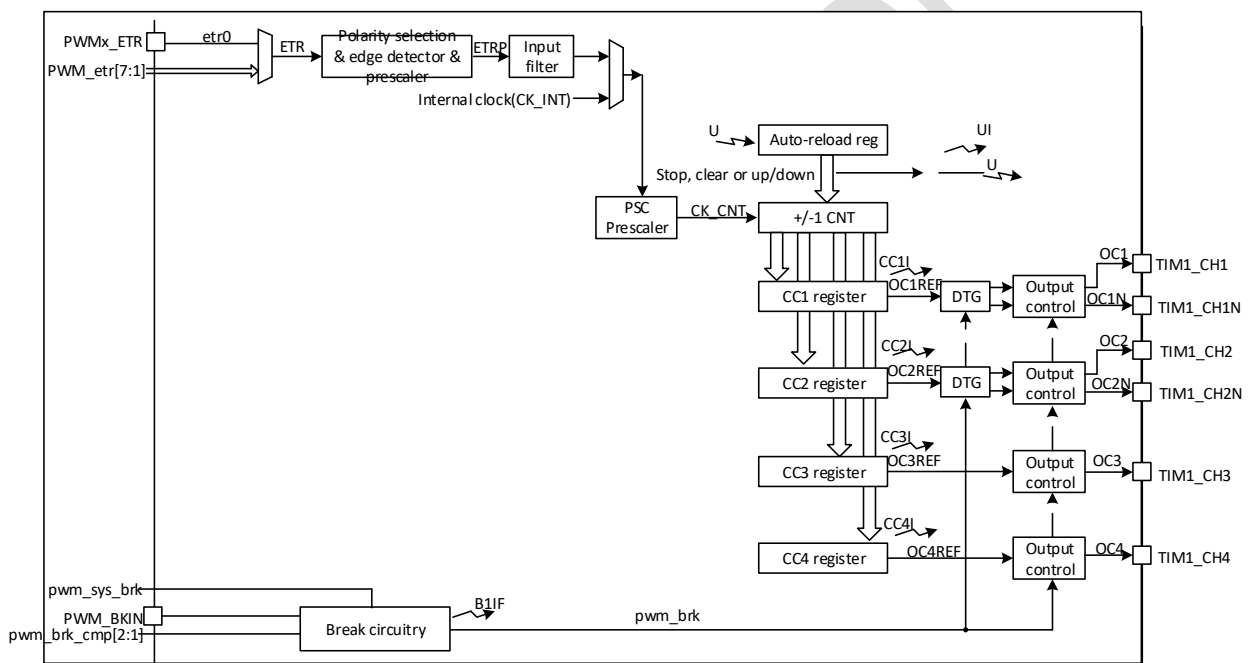 PWMx_ETR
etr0
PWM_etr[7:1]
ETR
Polarity selection
& edge detector &
prescaler
ETRP
Input
filter
Internal clock(CK_INT)
U
Auto-reload reg
UI
U
Stop, clear or up/down
PSC
Prescaler
CK_CNT
+/-1 CNT
CC1I
CC1 register
OC1REF
DTG
Output
control
OC1
TIM1_CH1
OC1N
TIM1_CH1N
CC2I
CC2 register
OC2REF
DTG
Output
control
OC2
TIM1_CH2
OC2N
TIM1_CH2N
CC3I
CC3 register
OC3REF
Output
control
OC3
TIM1_CH3
CC4I
CC4 register
OC4REF
Output
control
OC4
TIM1_CH4
pwm_sys_brk
PWM_BKIN
pwm_brk_cmp[2:1]
Break circuitry
B1IF
pwm_brk